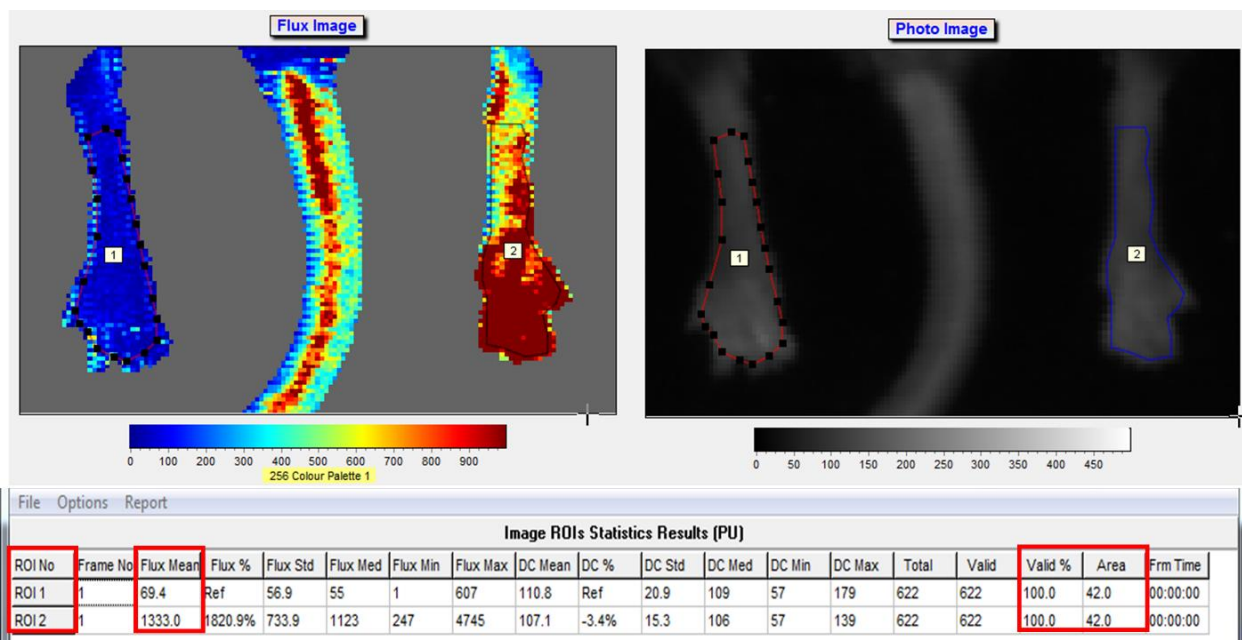 Flux Image
Photo Image
1
2
1
2
0 100 200 300 400 500 600 700 800 900
0 50 100 150 200 250 300 350 400 450
256 Colour Palette 1
File Options Report
Image ROIs Statistics Results (PU)
ROI No Frame No Flux Mean Flux % Flux Std Flux Med Flux Min Flux Max DC Mean DC % DC Std DC Med DC Min DC Max Total Valid Valid % Area Frm Time
ROI 1 1 69.4 Ref 56.9 55 1 607 110.8 Ref 20.9 109 57 179 622 622 100.0 42.0 00:00:00
ROI 2 1 1333.0 1820.9% 733.9 1123 247 4745 107.1 -3.4% 15.3 106 57 139 622 622 100.0 42.0 00:00:00